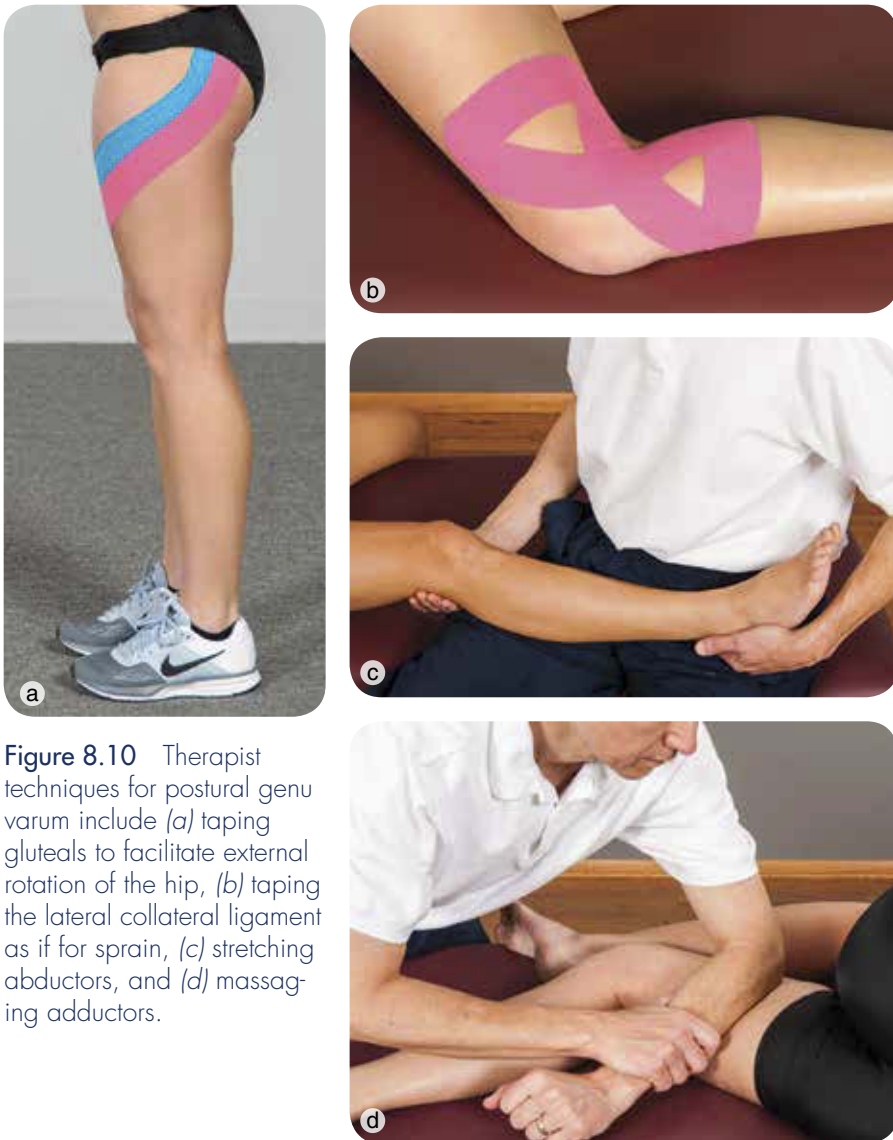 a
b
c
d
Figure 8.10 Therapist
techniques for postural genu
varum include (a) taping
gluteals to facilitate external
rotation of the hip, (b) taping
the lateral collateral ligament
as if for sprain, (c) stretching
abductors, and (d) massag-
ing adductors.